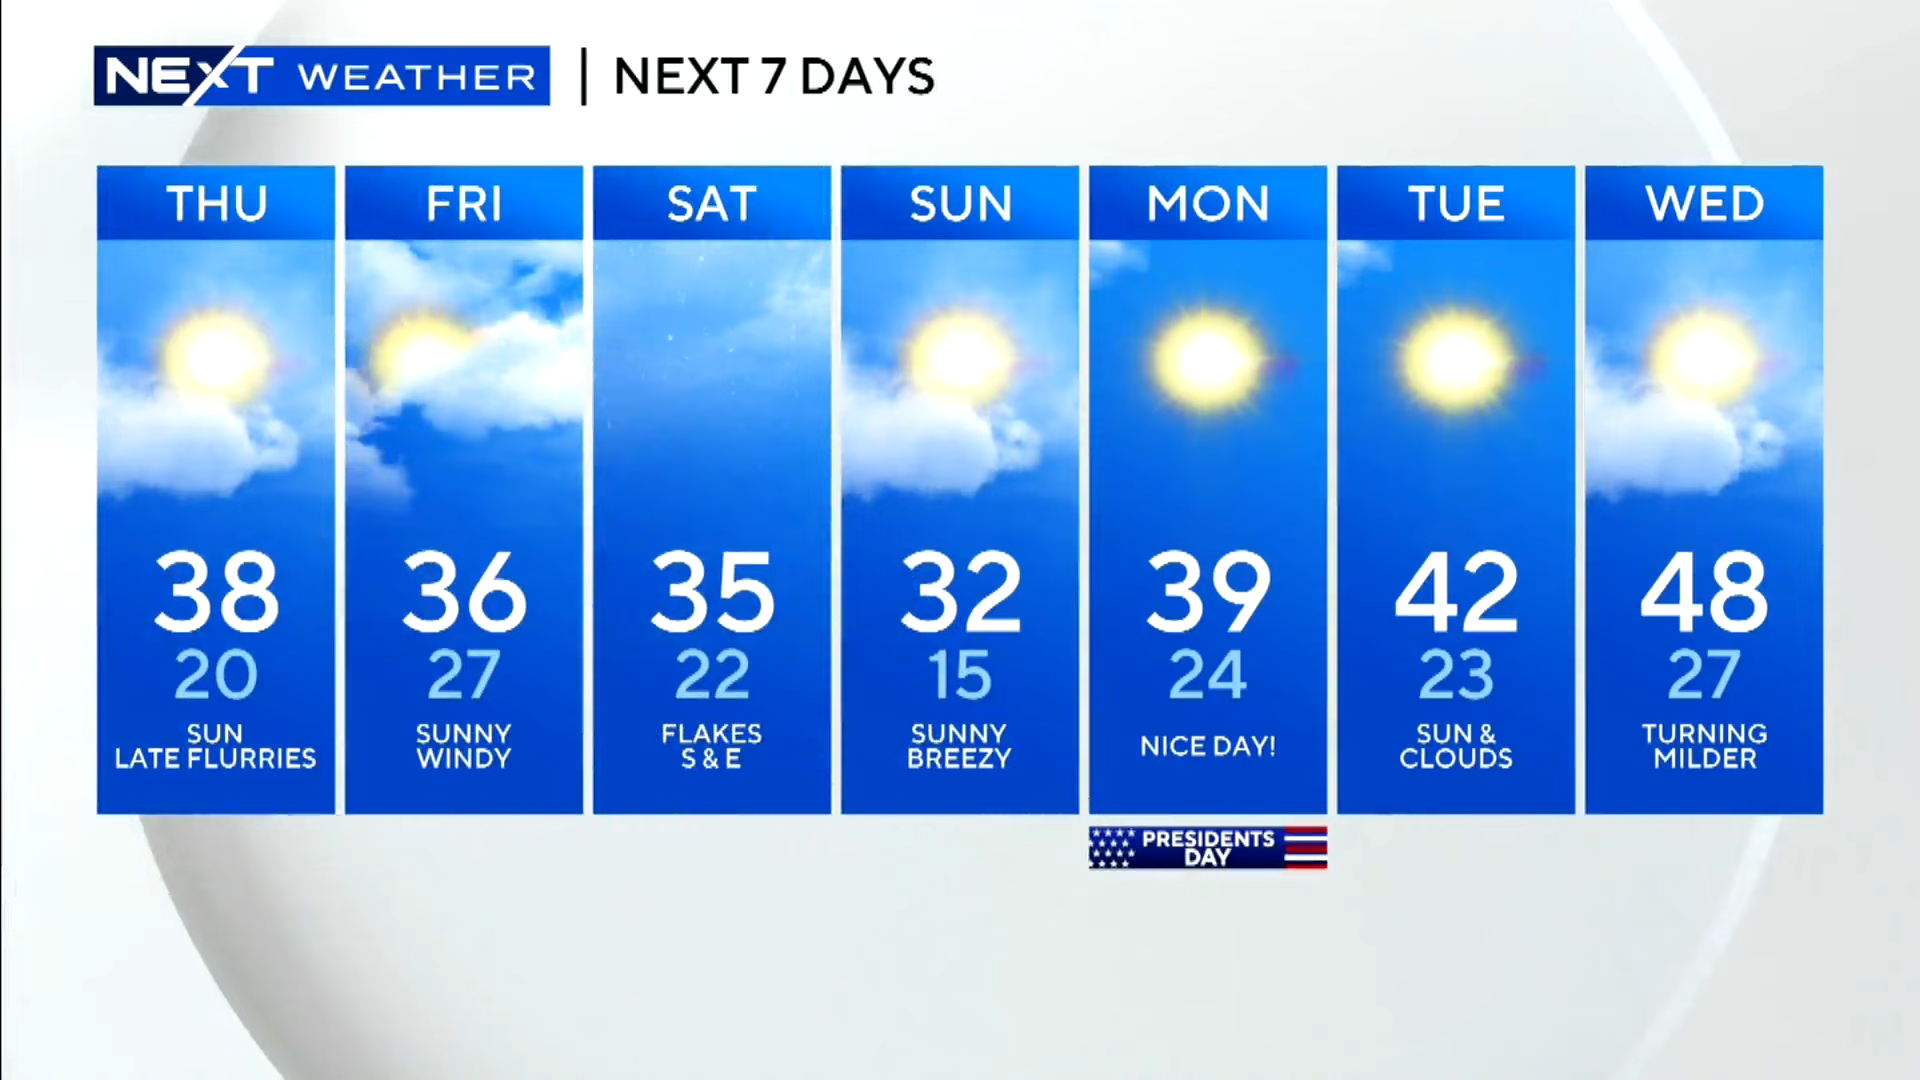 NEXT WEATHER | NEXT 7 DAYS
THU
38
20
SUN
LATE FLURRIES
FRI
36
27
SUNNY
WINDY
SAT
35
22
FLAKES
S & E
SUN
32
15
SUNNY
BREEZY
MON
39
24
NICE DAY!
PRESIDENTS
DAY
TUE
42
23
SUN &
CLOUDS
WED
48
27
TURNING
MILDER